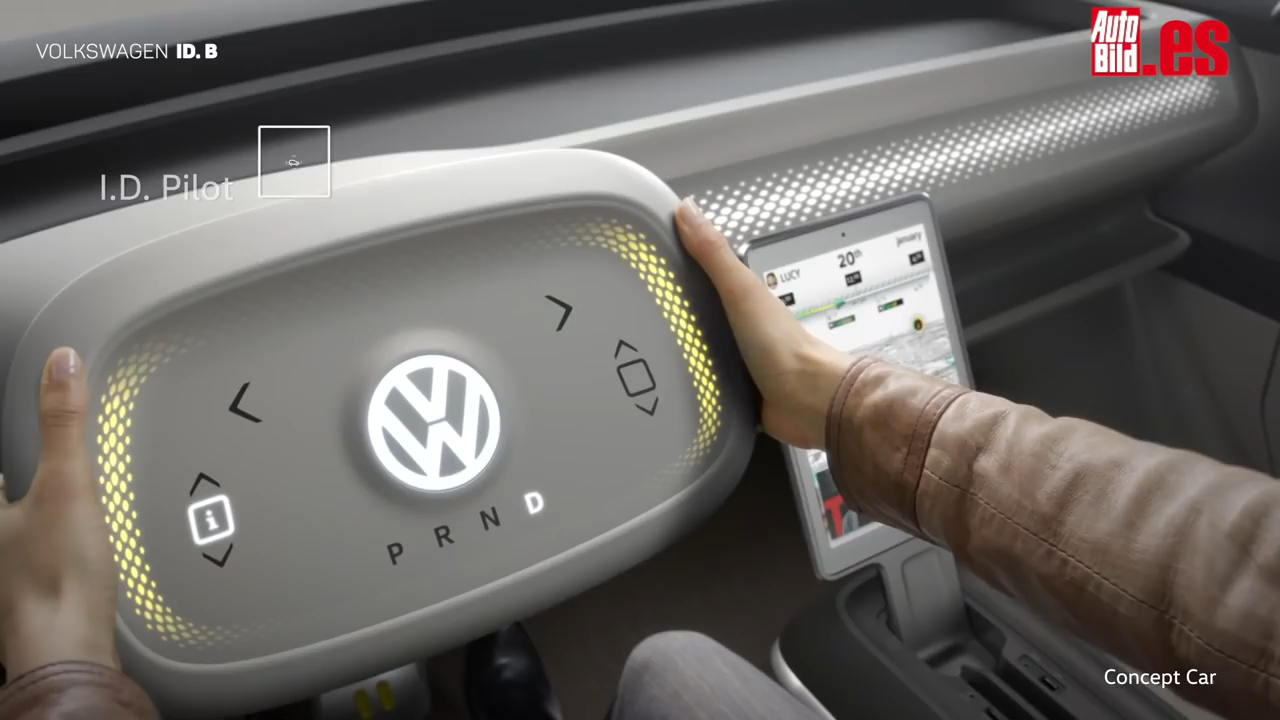 VOLKSWAGEN ID. B
Auto
Bild.es
I.D. Pilot
P R N D
LUCY
20th
january
Concept Car